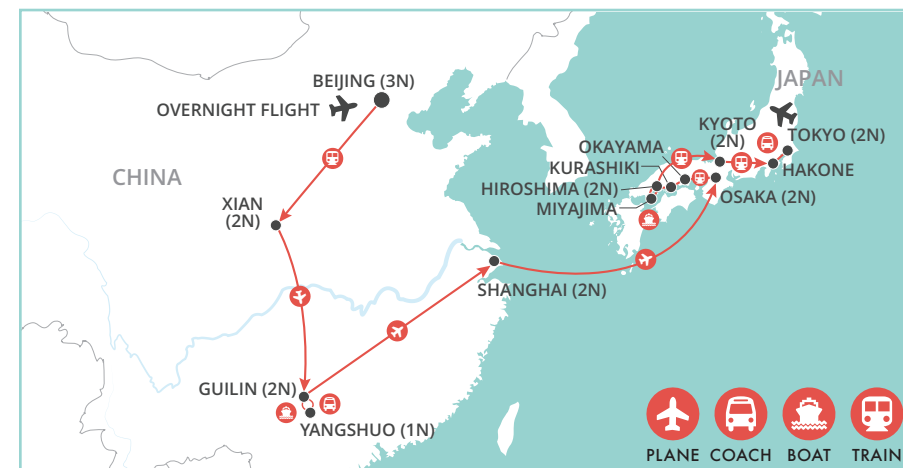 BEIJING (3N)
OVERNIGHT FLIGHT
JAPAN
CHINA
KYOTO
(2N)
TOKYO (2N)
OKAYAMA
KURASHIKI
HAKONE
HIROSHIMA (2N)
OSAKA (2N)
MIYAJIMA
XIAN
(2N)
SHANGHAI (2N)
GUILIN (2N)
YANGSHUO (1N)
PLANE COACH BOAT TRAIN